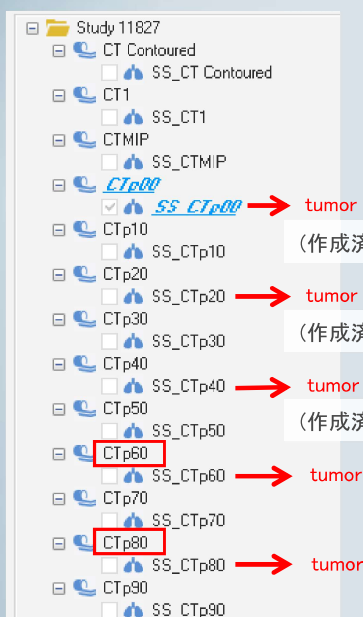 Study 11827
CT Contoured
SS_CT Contoured
CT1
SS_CT1
CTMIP
SS_CTMIP
CTp00
SS_CTp00 tumor
CTp10 (作成済
SS_CTp10
CTp20
SS_CTp20 tumor
CTp30 (作成済
SS_CTp30
CTp40
SS_CTp40 tumor
CTp50 (作成済
SS_CTp50
CTp60
SS_CTp60 tumor
CTp70
SS_CTp70
CTp80
SS_CTp80 tumor
CTp90
SS_CTp90